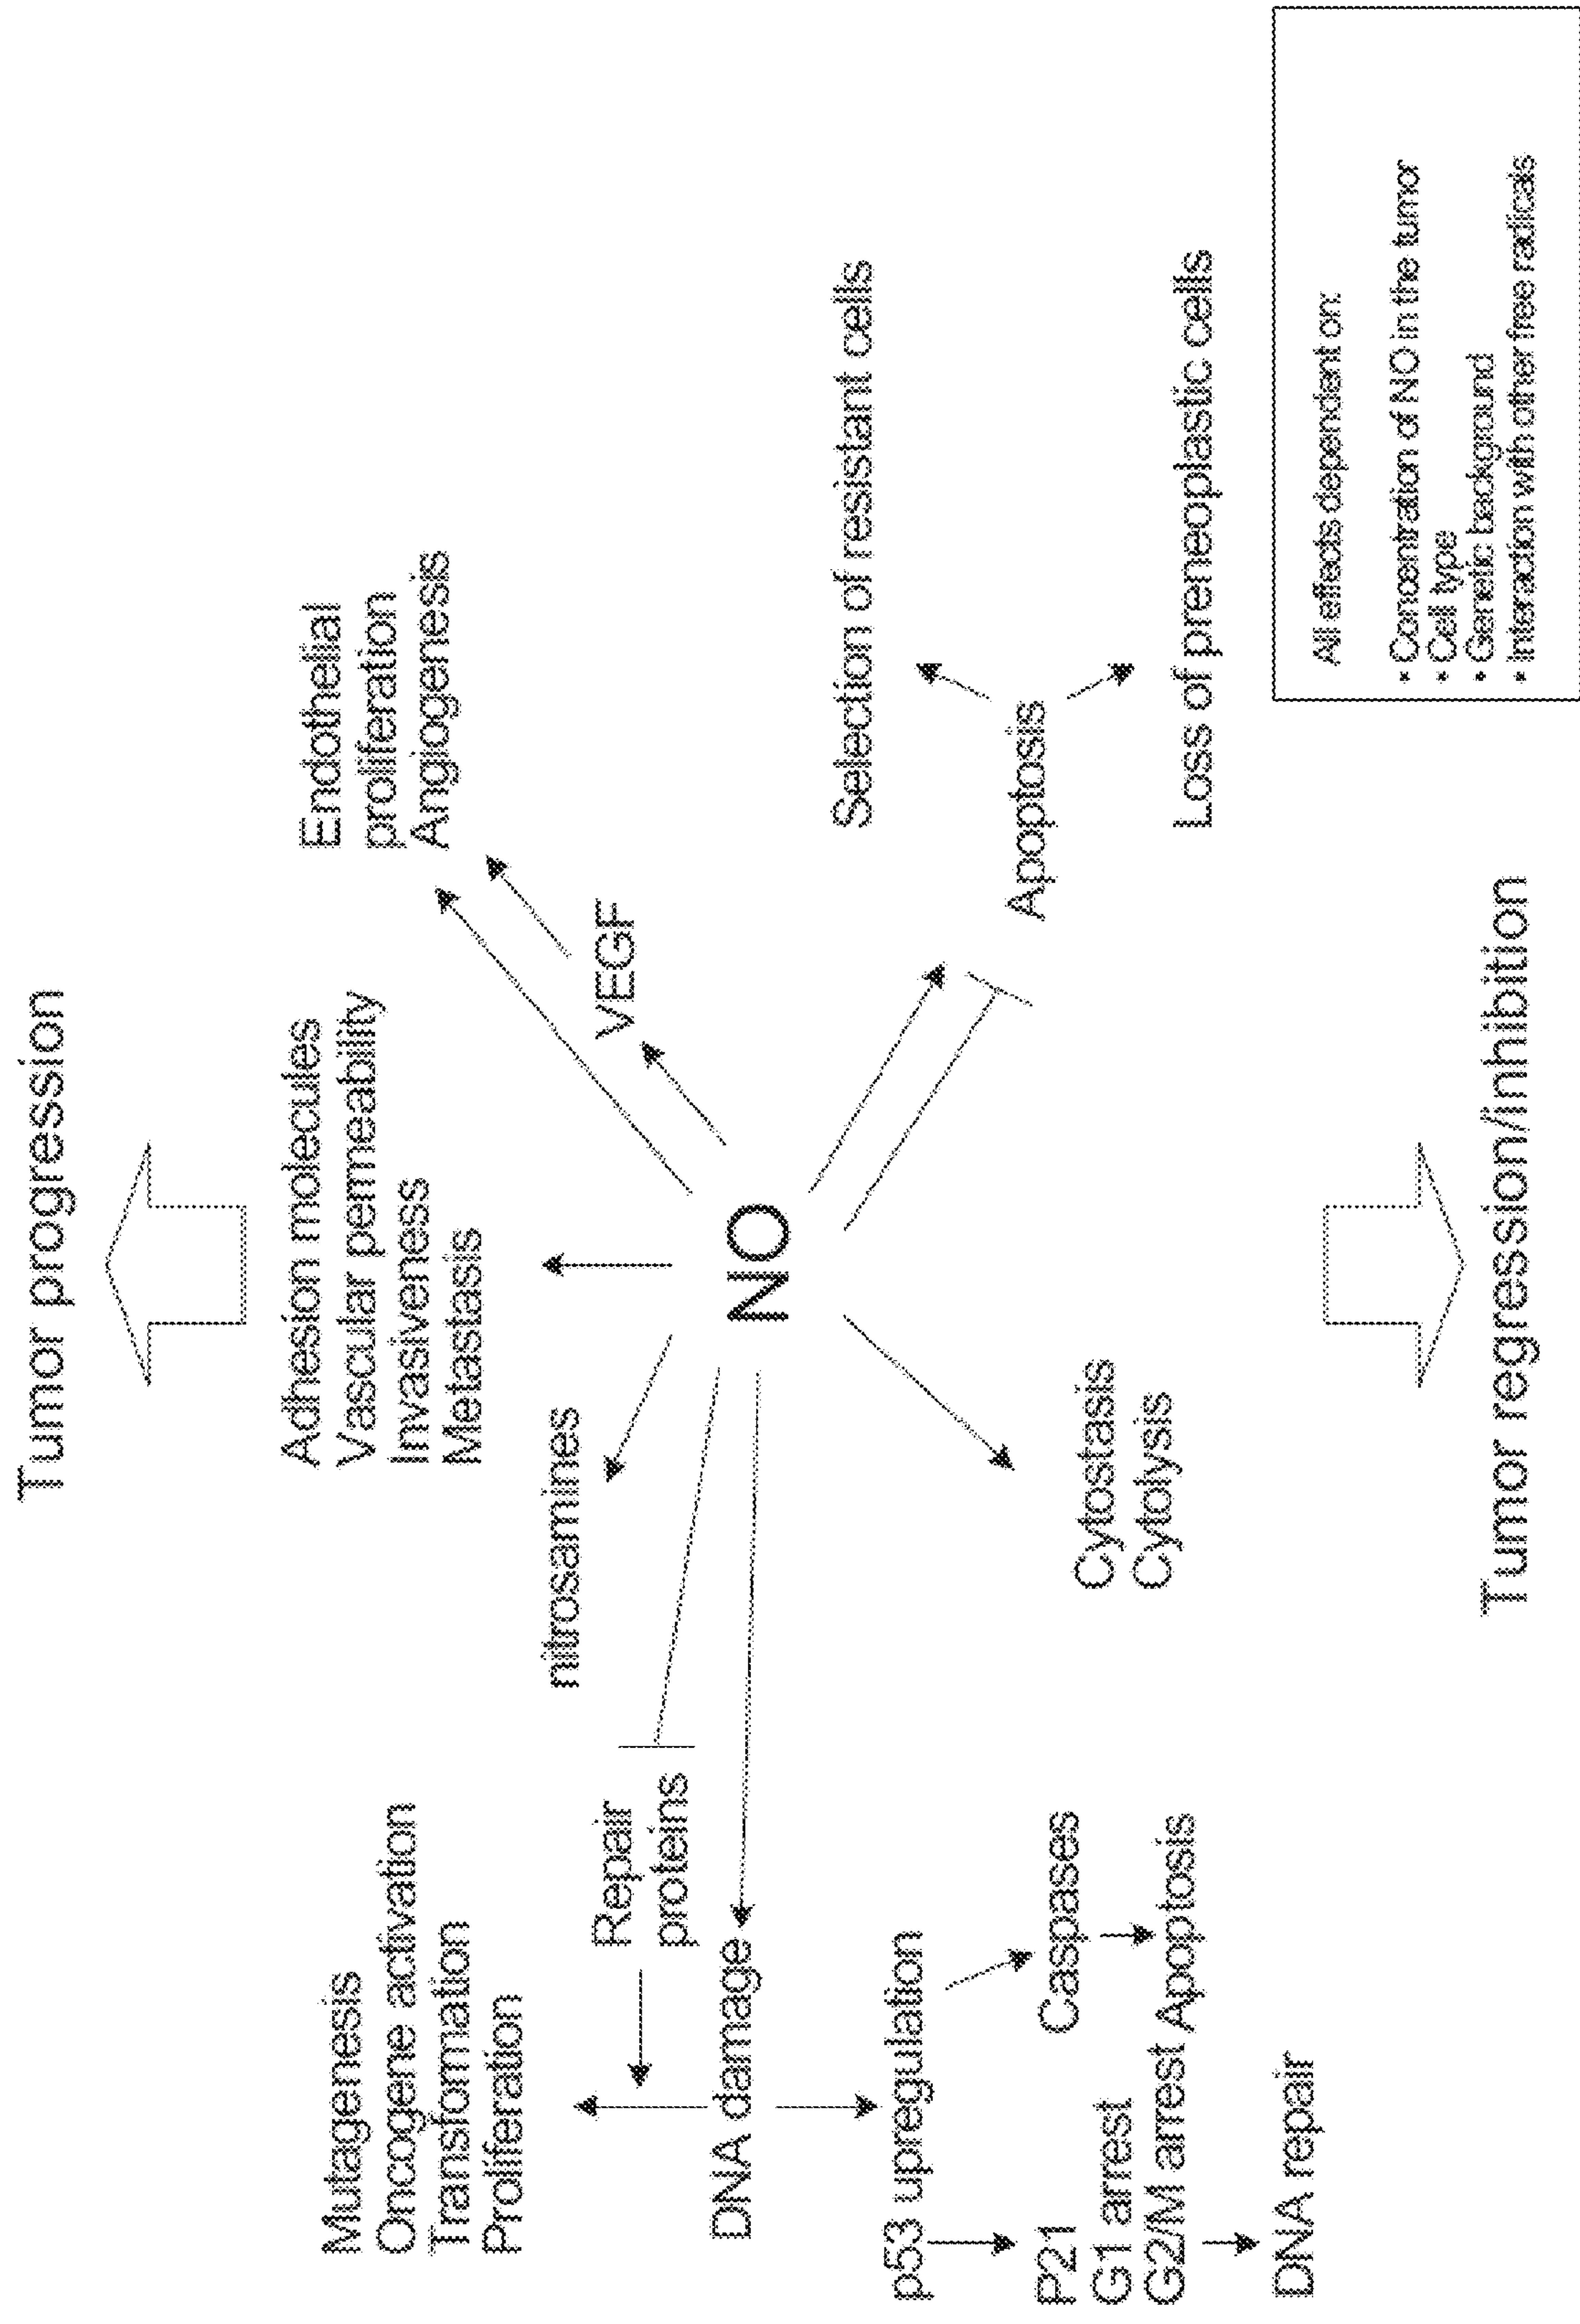 Tumor progression
Adhesion molecules
Vascular permeability
Invasiveness
Metastasis
Endothelial
proliferation
Angiogenesis
Mutagenesis
Oncogene activation
Transformation
Proliferation
nitrosamines
VEGF
Repair
proteins
DNA damage
NO
Selection of resistant cells
p53 upregulation
Apoptosis
P21
G1 arrest
G2/M arrest
Caspases
Apoptosis
Cytostasis
Cytolysis
Loss of preneoplastic cells
DNA repair
Tumor regression/inhibition
All effects dependant on:
• Concentration of NO in the tumor
• Cell type
• Genetic background
• Interaction with other free radicals